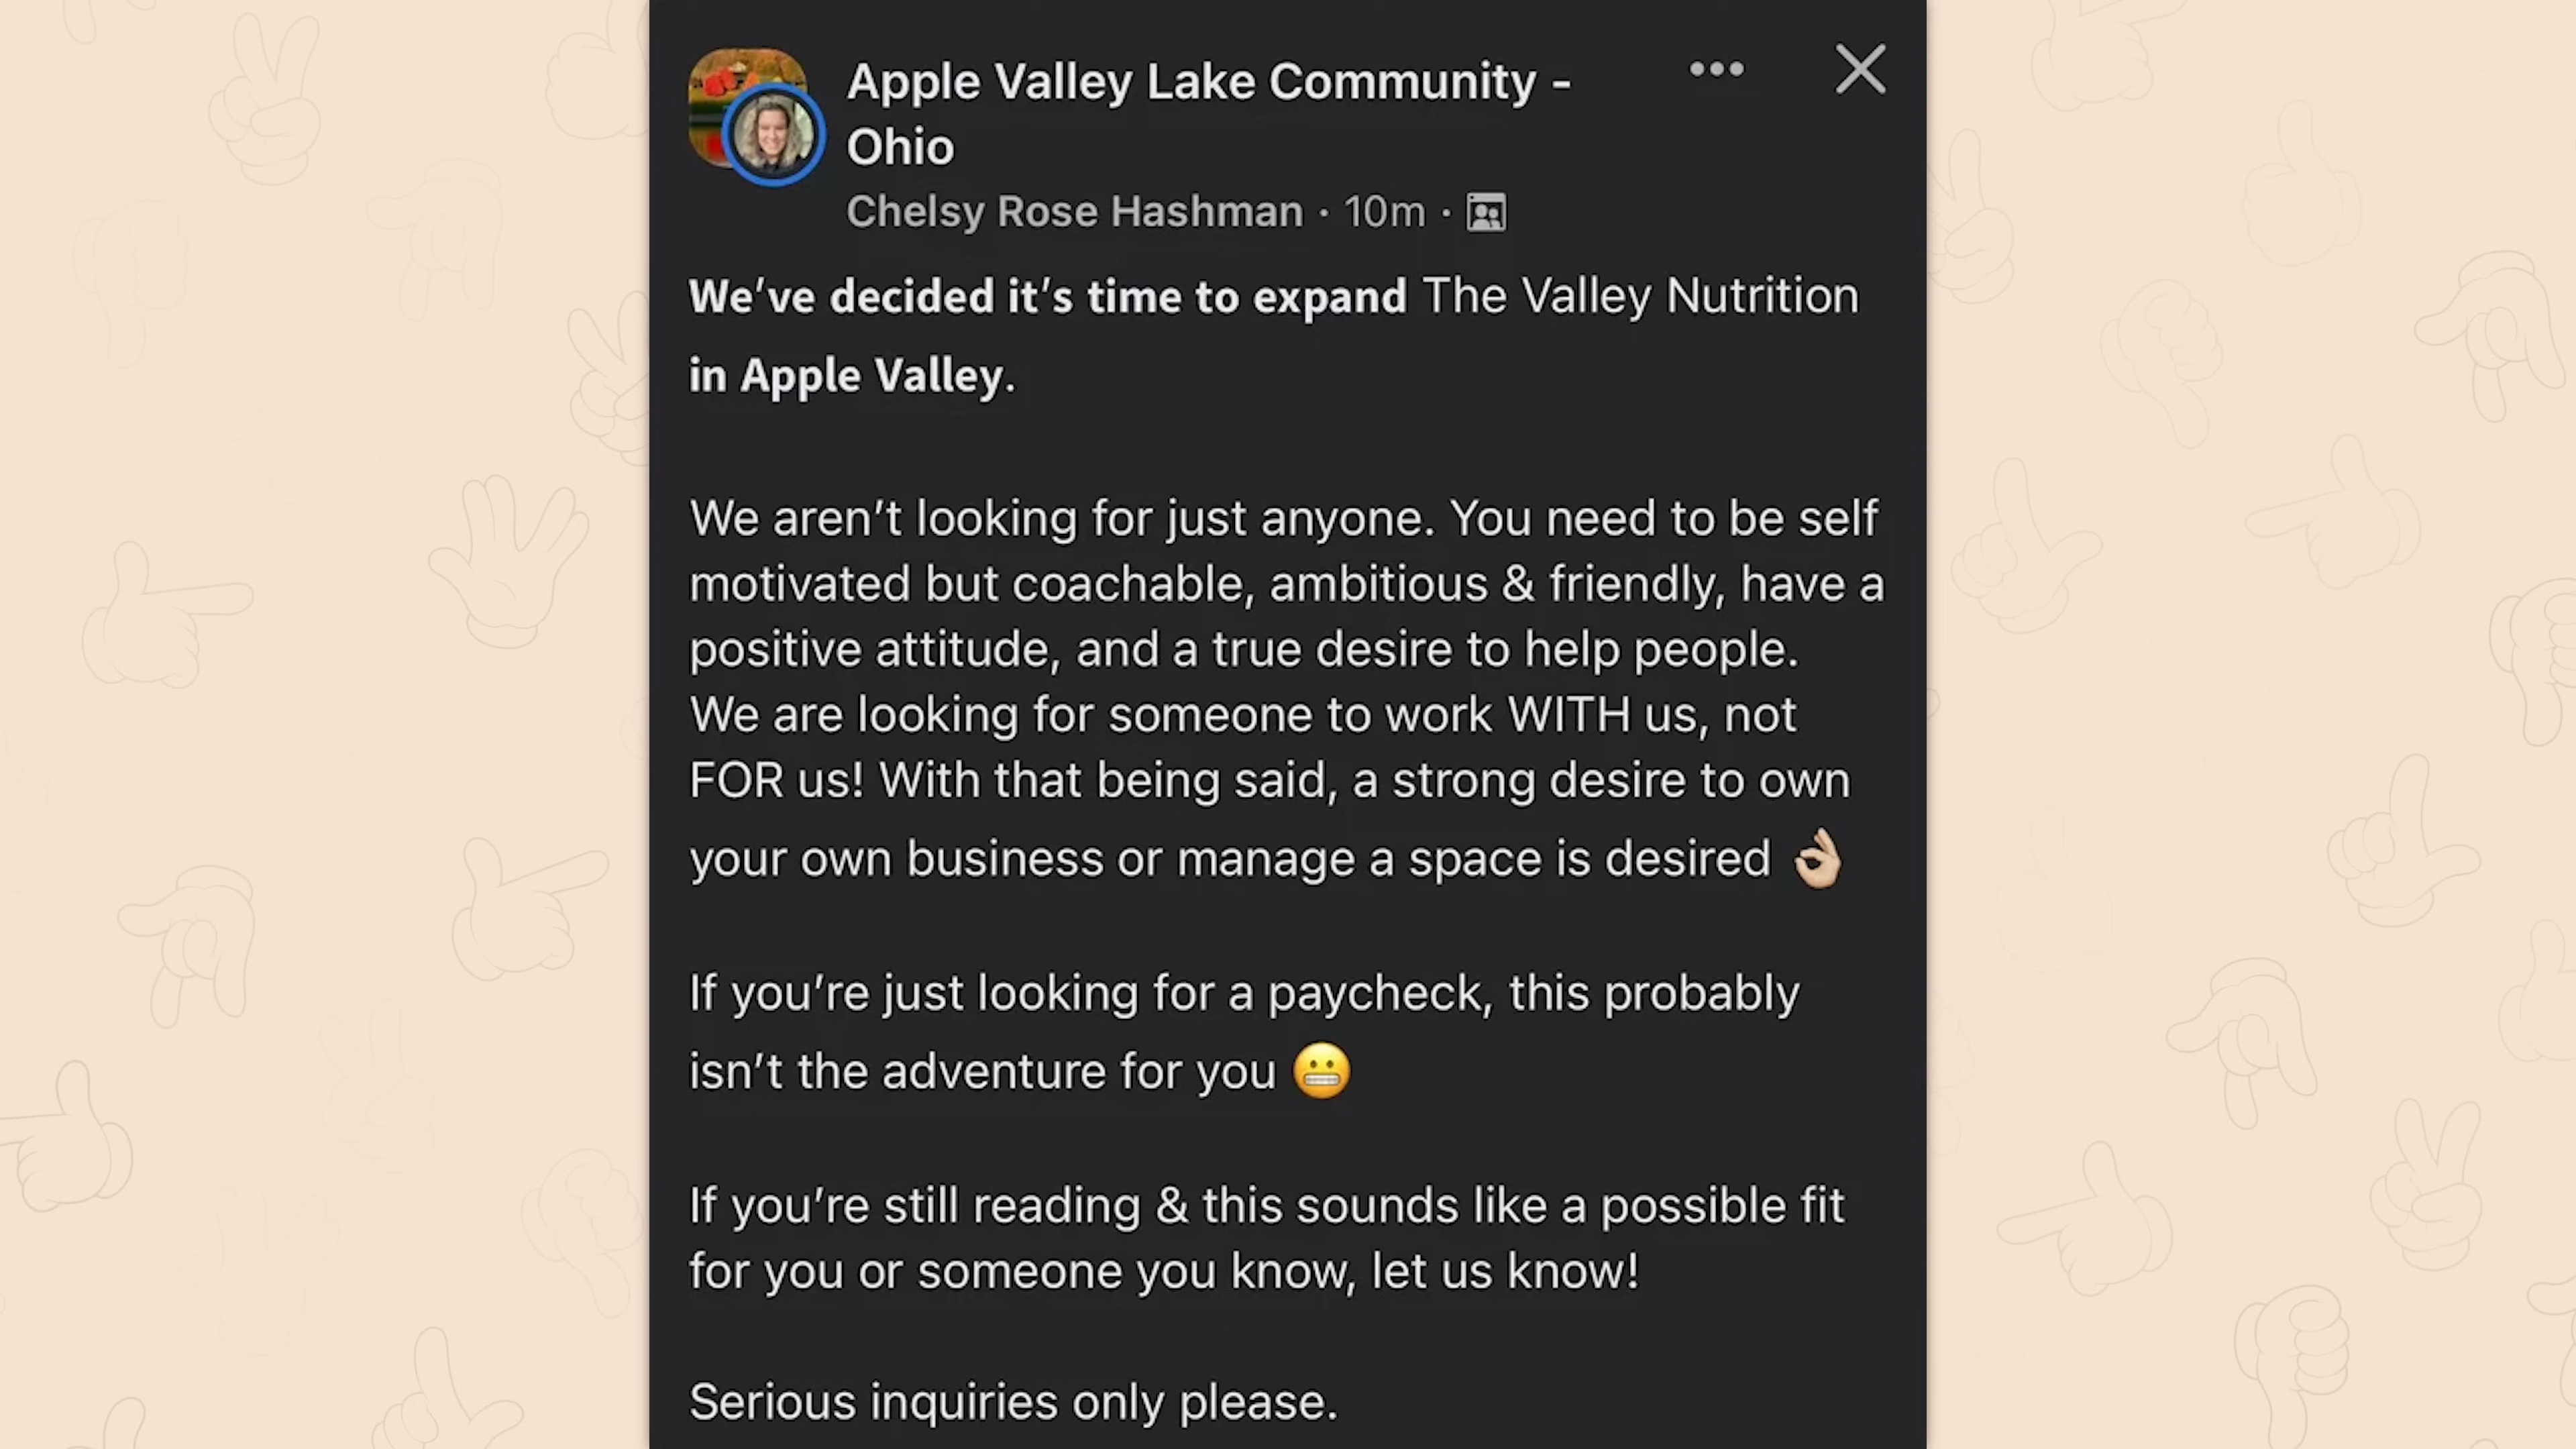 Apple Valley Lake Community -
Ohio
Chelsy Rose Hashman · 10m ·
We've decided it's time to expand The Valley Nutrition
in Apple Valley.
We aren't looking for just anyone. You need to be self
motivated but coachable, ambitious & friendly, have a
positive attitude, and a true desire to help people.
We are looking for someone to work WITH us, not
FOR us! With that being said, a strong desire to own
your own business or manage a space is desired 👌🏼
If you're just looking for a paycheck, this probably
isn't the adventure for you 😬
If you're still reading & this sounds like a possible fit
for you or someone you know, let us know!
Serious inquiries only please.